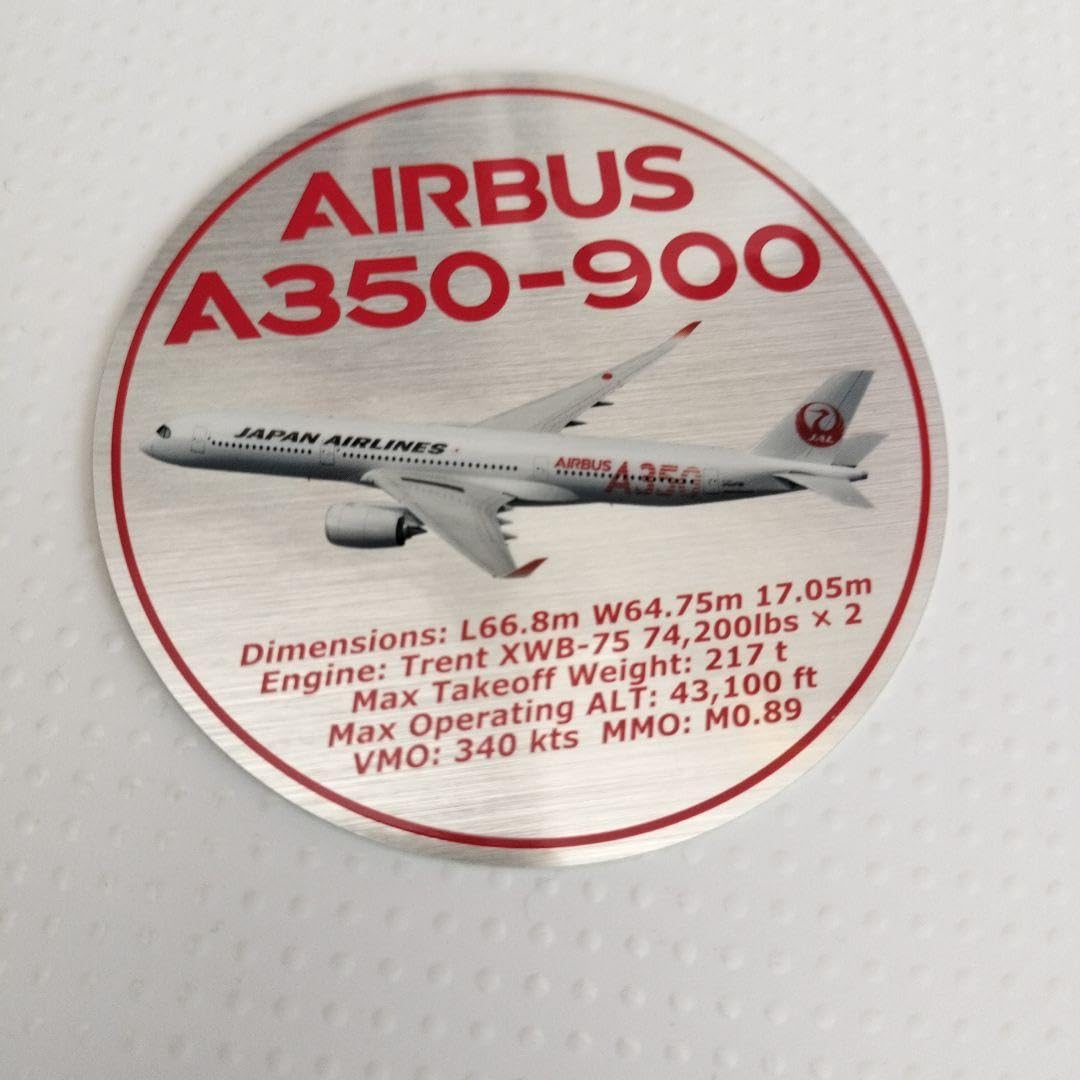 AIRBUS
A350-900
JAPAN AIRLINES
AIRBUS A350
JAL
Dimensions: L66.8m W64.75m 17.05m
Engine: Trent XWB-75 74,200lbs × 2
Max Takeoff Weight: 217 t
Max Operating ALT: 43,100 ft
VMO: 340 kts MMO: M0.89